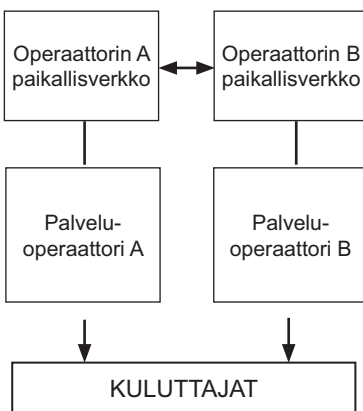 Operaattorin A
paikallisverkko
Operaattorin B
paikallisverkko
Palvelu-
operaattori A
Palvelu-
operaattori B
KULUTTAJAT